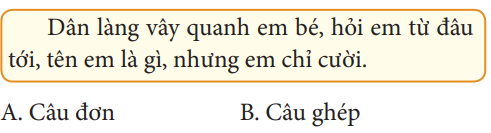 Dân làng vây quanh em bé, hỏi em từ đâu
tới, tên em là gì, nhưng em chỉ cười.
A. Câu đơn B. Câu ghép